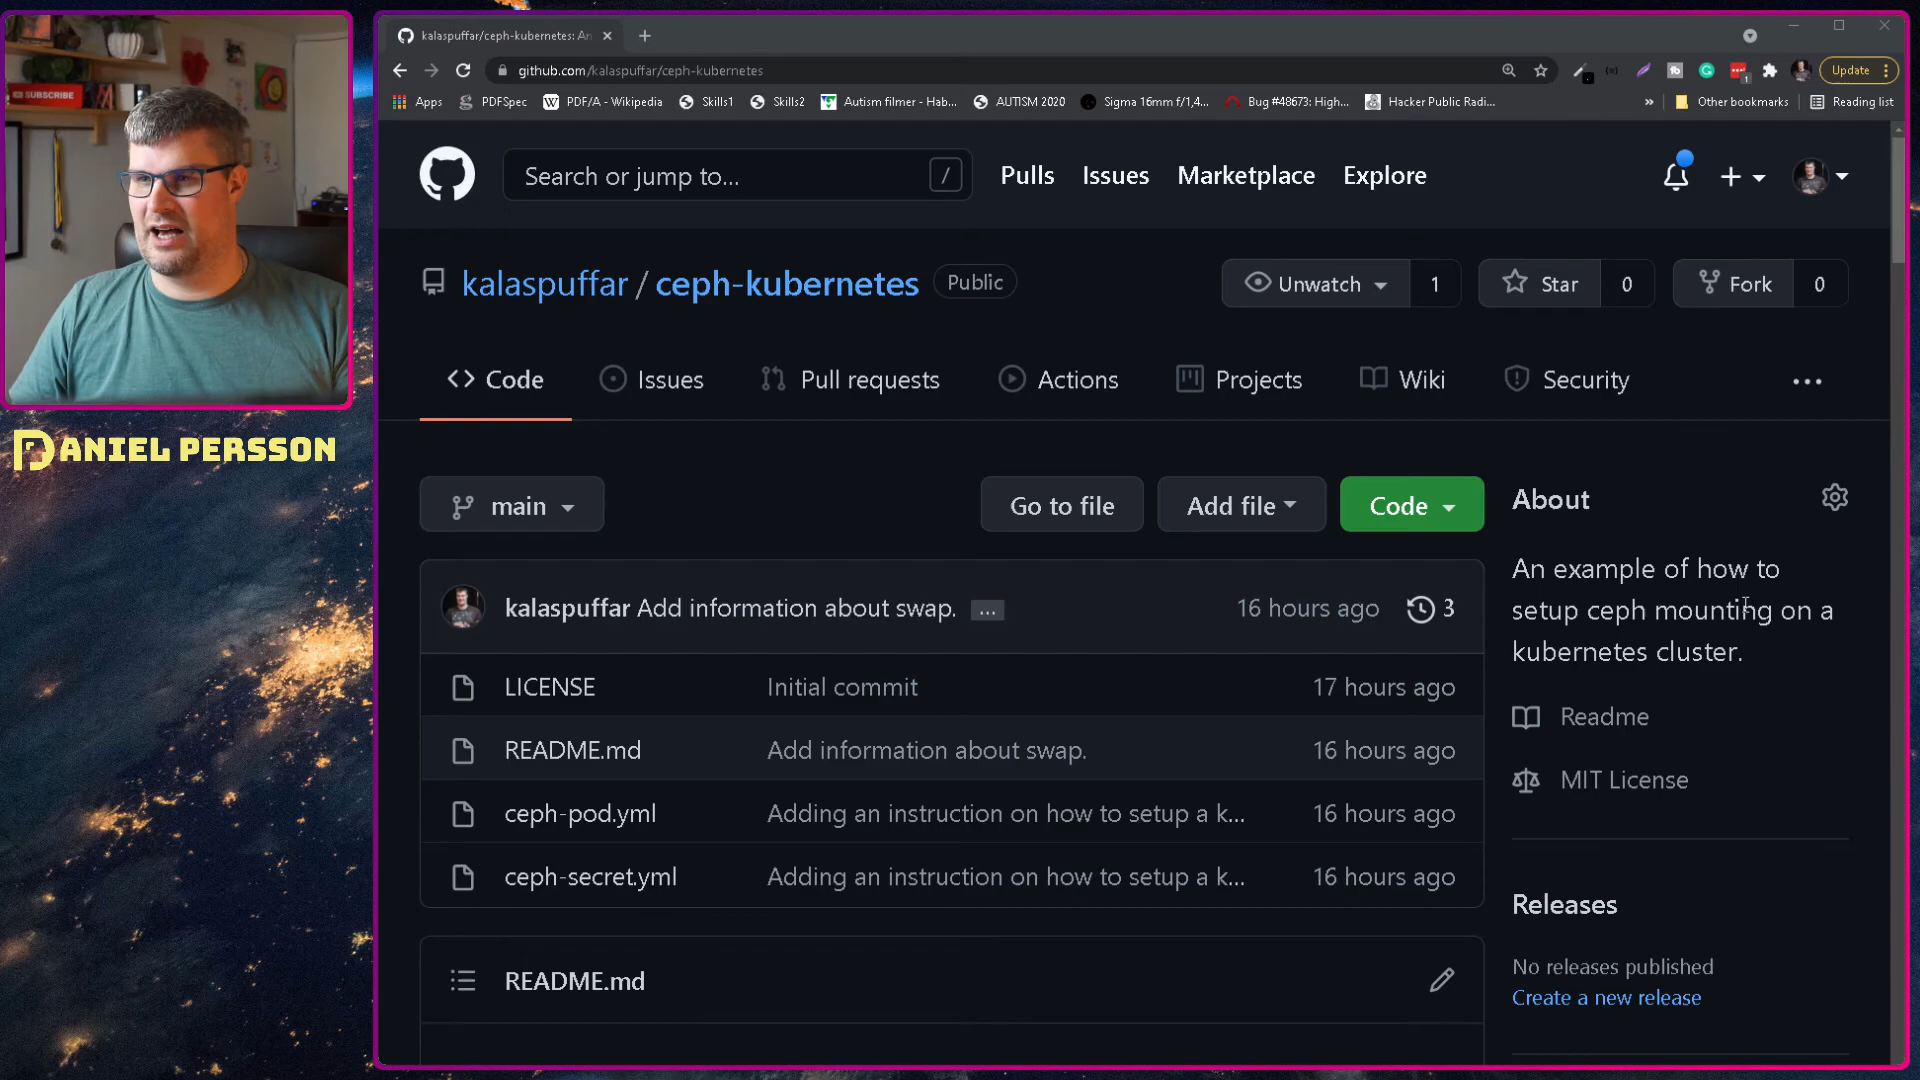 SUBSCRIBE
DANIEL PERSSON
kalaspuffar/ceph-kubernetes: An
github.com/kalaspuffar/ceph-kubernetes
Update
Apps
PDFSpec
PDF/A - Wikipedia
Skills1
Skills2
Autism filmer - Hab...
AUTISM 2020
Sigma 16mm f/1,4...
Bug #48673: High...
Hacker Public Radi...
»
Other bookmarks
Reading list
Search or jump to...
/
Pulls
Issues
Marketplace
Explore
kalaspuffar / ceph-kubernetes
Public
Unwatch
1
Star
0
Fork
0
Code
Issues
Pull requests
Actions
Projects
Wiki
Security
...
main
Go to file
Add file
Code
kalaspuffar Add information about swap.
...
16 hours ago
3
LICENSE
Initial commit
17 hours ago
README.md
Add information about swap.
16 hours ago
ceph-pod.yml
Adding an instruction on how to setup a k...
16 hours ago
ceph-secret.yml
Adding an instruction on how to setup a k...
16 hours ago
README.md
About
An example of how to
setup ceph mounting on a
kubernetes cluster.
Readme
MIT License
Releases
No releases published
Create a new release